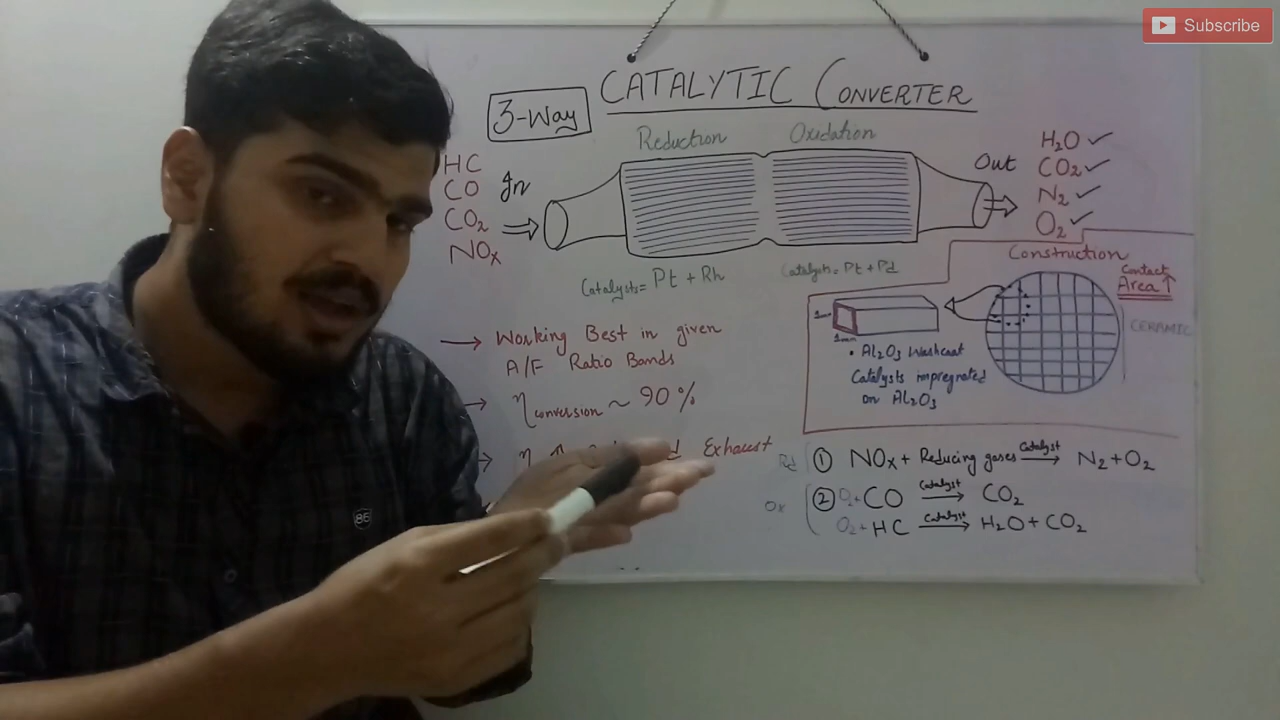 Subscribe
3-Way
CATALYTIC CONVERTER
Reduction
Oxidation
HC
CO
CO₂
NOx
In
Out
H₂O ✓
CO₂ ✓
N₂ ✓
O₂ ✓
Catalysts = Pt + Rh
Catalysts = Pt + Pd
Construction
Contact
Area ↑
CERAMIC
• Al₂O₃ Washcoat
Catalysts impregnated
on Al₂O₃
→ Working Best in given
A/F Ratio Bands
→ η conversion ~ 90 %
→ η
Exhaust
Rd
① NOx + Reducing gases Catalyst → N₂ + O₂
Ox
② O₂+ CO Catalyst → CO₂
O₂+ HC Catalyst → H₂O + CO₂
86